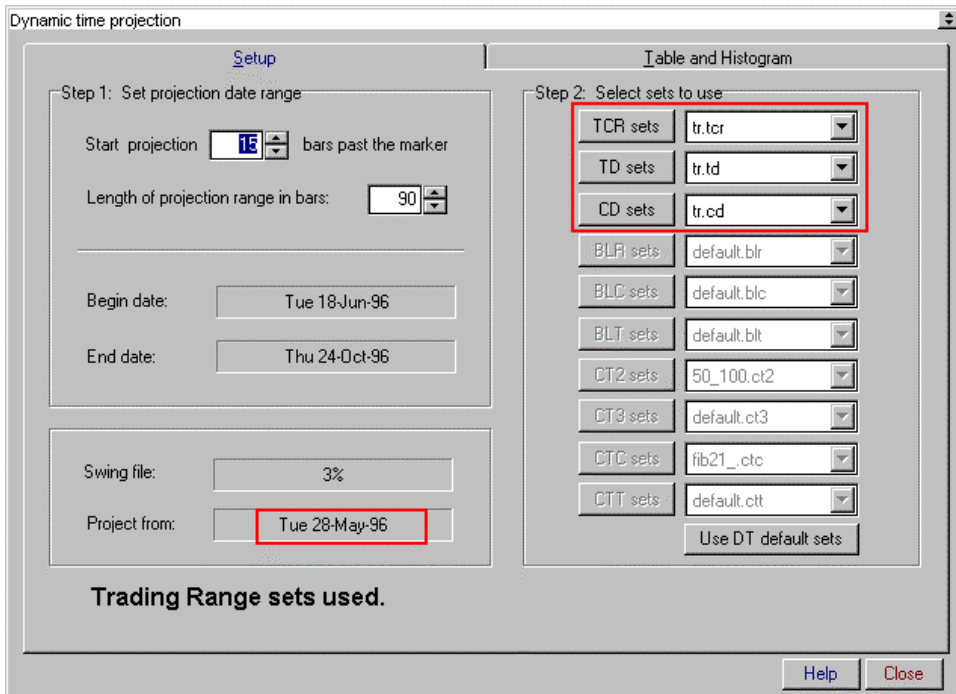 Dynamic time projection
Setup
Table and Histogram
Step 1: Set projection date range
Start projection 15 bars past the marker
Length of projection range in bars: 90
Begin date: Tue 18-Jun-96
End date: Thu 24-Oct-96
Swing file: 3%
Project from: Tue 28-May-96
Trading Range sets used.
Step 2: Select sets to use
TCR sets tr.tcr
TD sets tr.td
CD sets tr.cd
BLR sets default.blr
BLC sets default.blc
BLT sets default.blt
CT2 sets 50_100.ct2
CT3 sets default.ct3
CTC sets fib21_.ctc
CTT sets default.ctt
Use DT default sets
Help Close